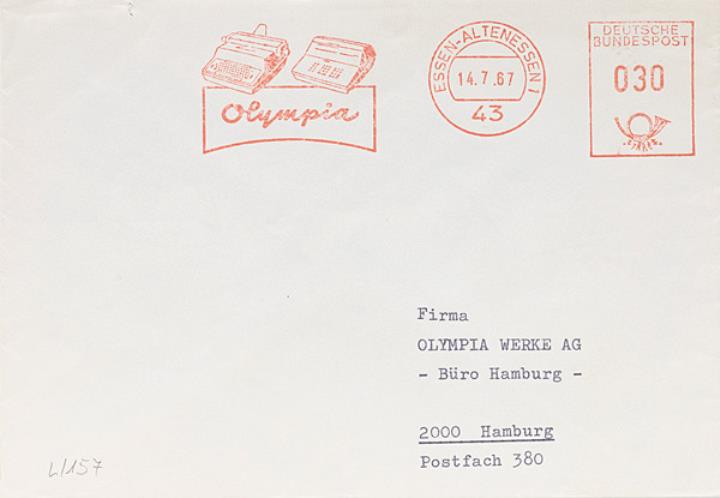 Olympia
ESSEN-ALTENESSEN 1
14.7.67
43
DEUTSCHE
BUNDESPOST
030
Firma
OLYMPIA WERKE AG
- Büro Hamburg -
2000 Hamburg
Postfach 380
L/157